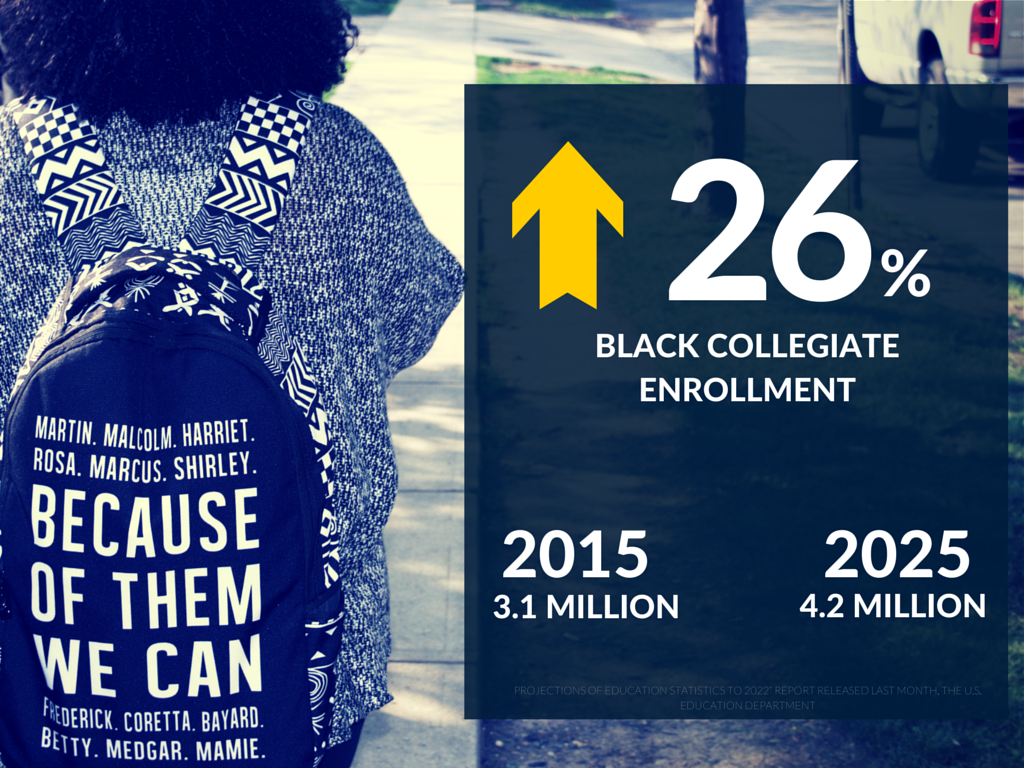 MARTIN. MALCOLM. HARRIET.
ROSA. MARCUS. SHIRLEY.
BECAUSE
OF THEM
WE CAN
FREDERICK. CORETTA. BAYARD.
BETTY. MEDGAR. MAMIE.
26%
BLACK COLLEGIATE
ENROLLMENT
2015
3.1 MILLION
2025
4.2 MILLION
PROJECTIONS OF EDUCATION STATISTICS TO 2022" REPORT RELEASED LAST MONTH, THE U.S.
EDUCATION DEPARTMENT